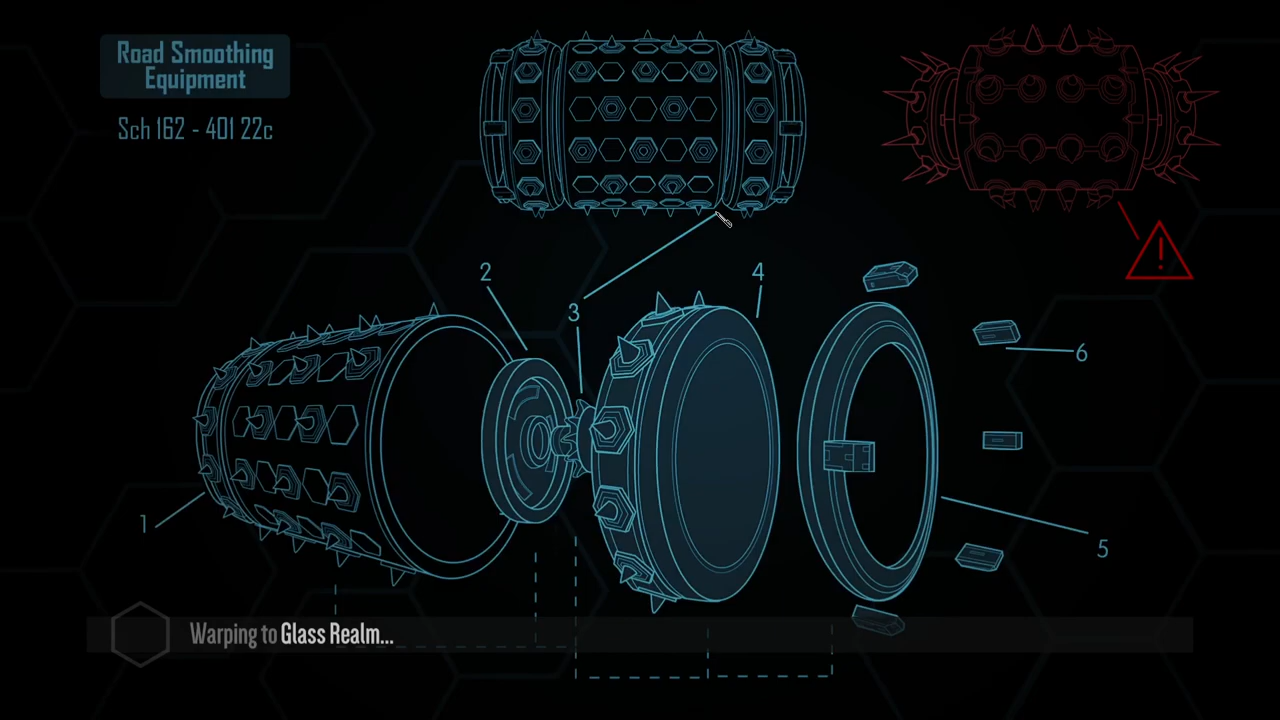 Road Smoothing
Equipment
Sch 162 - 401 22c
2
3
4
6
1
5
Warping to Glass Realm...